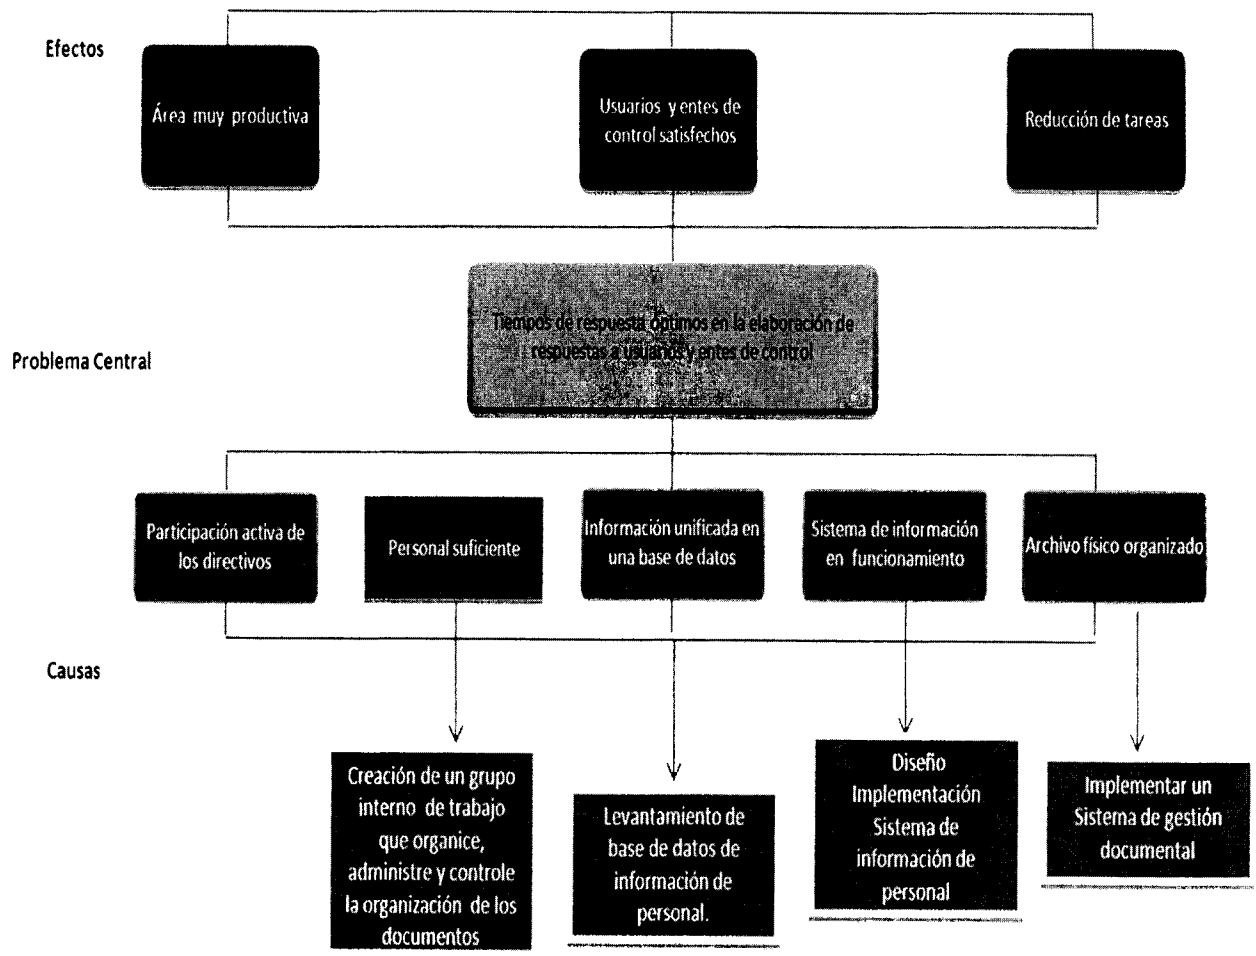 Efectos
Área muy productiva
Usuarios y entes de
control satisfechos
Reducción de tareas
Tiempos de respuesta óptimos en la elaboración de
respuestas a usuarios y entes de control
Problema Central
Participación activa de
los directivos
Personal suficiente
Información unificada en
una base de datos
Sistema de información
en funcionamiento
Archivo físico organizado
Causas
Creación de un grupo
interno de trabajo
que organice,
administre y controle
la organización de los
documentos
Levantamiento de
base de datos de
información de
personal.
Diseño
Implementación
Sistema de
información de
personal
Implementar un
Sistema de gestión
documental